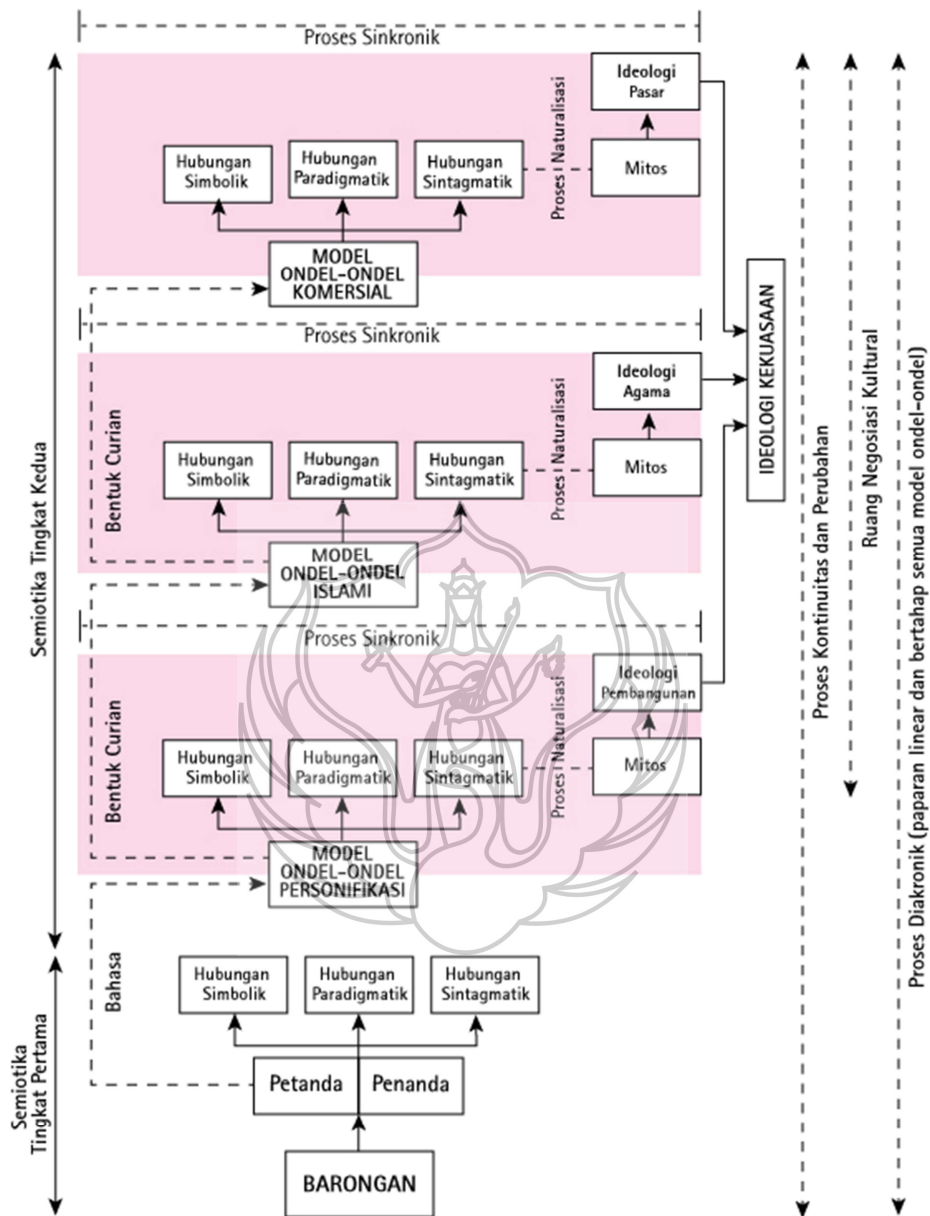 Proses Sinkronik
Ideologi
Pasar
Proses Naturalisasi
Hubungan
Simbolik
Hubungan
Paradigmatik
Hubungan
Sintagmatik
Mitos
MODEL
ONDEL-ONDEL
KOMERSIAL
Proses Sinkronik
Ideologi
Agama
Proses Naturalisasi
Bentuk Curian
Hubungan
Simbolik
Hubungan
Paradigmatik
Hubungan
Sintagmatik
Mitos
MODEL
ONDEL-ONDEL
ISLAMI
Proses Sinkronik
Ideologi
Pembangunan
Proses Naturalisasi
Bentuk Curian
Hubungan
Simbolik
Hubungan
Paradigmatik
Hubungan
Sintagmatik
Mitos
MODEL
ONDEL-ONDEL
PERSONIFIKASI
Semiotika Tingkat Kedua
IDEOLOGI KEKUASAAN
Proses Kontinuitas dan Perubahan
Ruang Negosiasi Kultural
Proses Diakronik (paparan linear dan bertahap semua model ondel-ondel)
Semiotika
Tingkat Pertama
Bahasa
Hubungan
Simbolik
Hubungan
Paradigmatik
Hubungan
Sintagmatik
Petanda
Penanda
BARONGAN